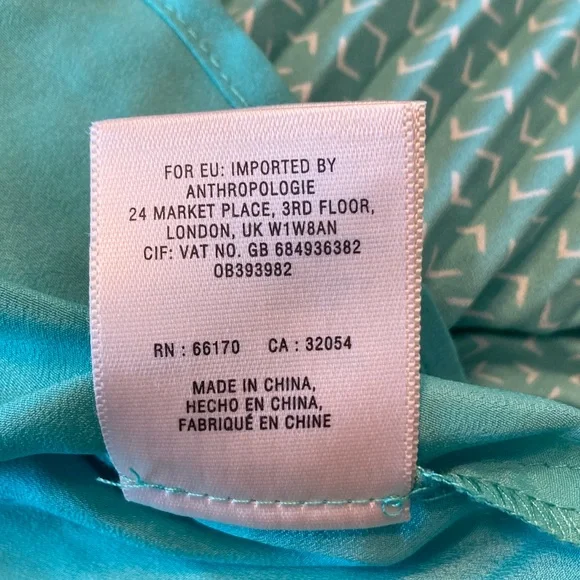 FOR EU: IMPORTED BY
ANTHROPOLOGIE
24 MARKET PLACE, 3RD FLOOR,
LONDON, UK W1W8AN
CIF: VAT NO. GB 684936382
OB393982
RN : 66170 CA : 32054
MADE IN CHINA,
HECHO EN CHINA,
FABRIQUÉ EN CHINE